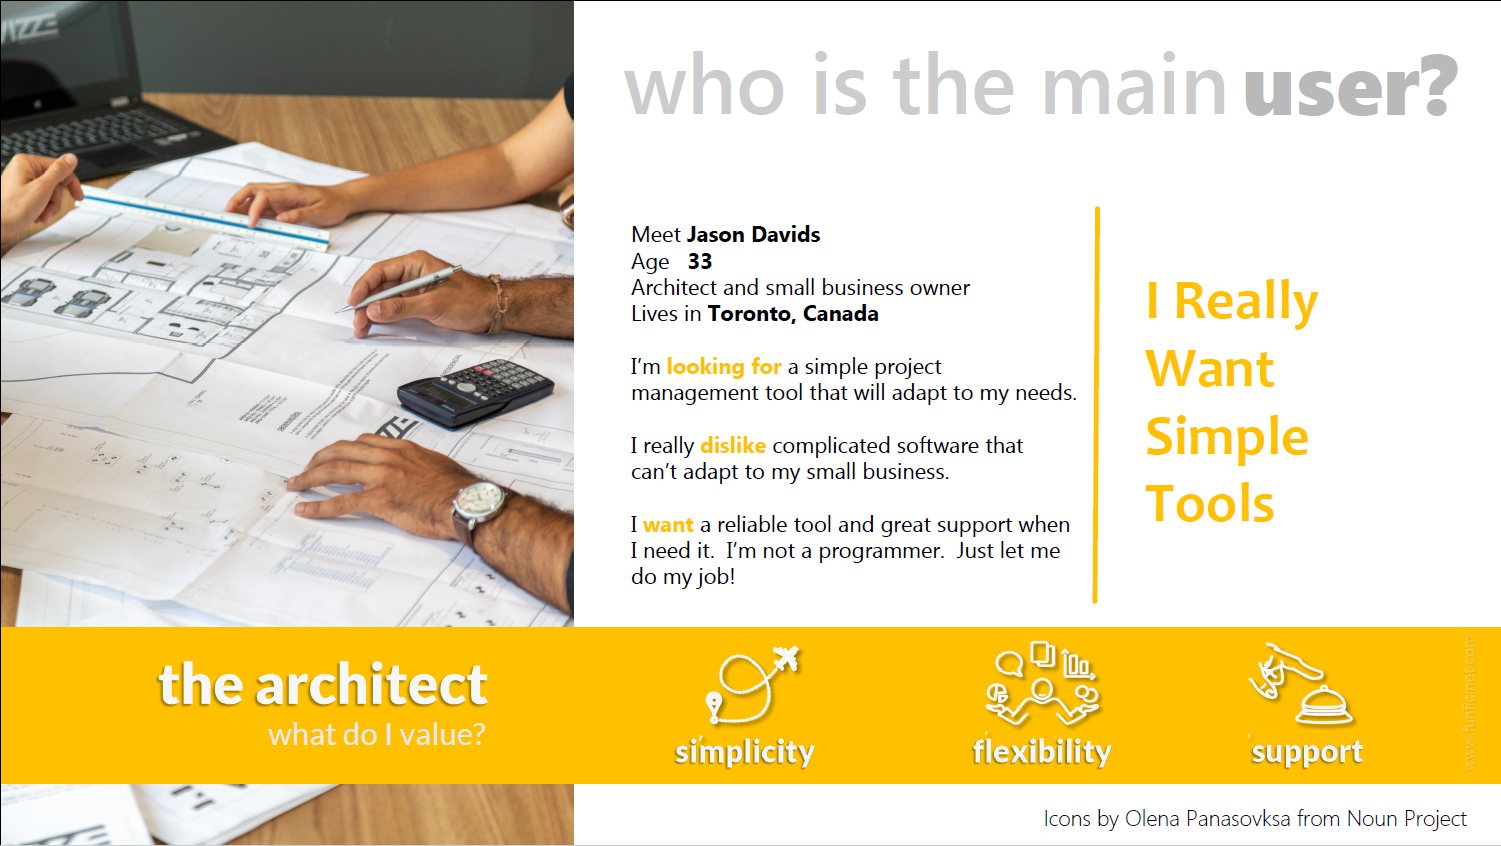 who is the main user?
Meet Jason Davids
Age 33
Architect and small business owner
Lives in Toronto, Canada
I'm looking for a simple project
management tool that will adapt to my needs.
I really dislike complicated software that
can't adapt to my small business.
I want a reliable tool and great support when
I need it. I'm not a programmer. Just let me
do my job!
I Really
Want
Simple
Tools
the architect
what do I value?
simplicity
flexibility
support
Icons by Olena Panasovksa from Noun Project